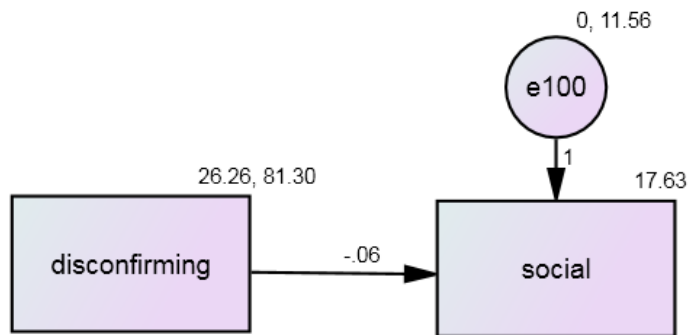 0, 11.56
e100
1
26.26, 81.30
17.63
disconfirming
-.06
social